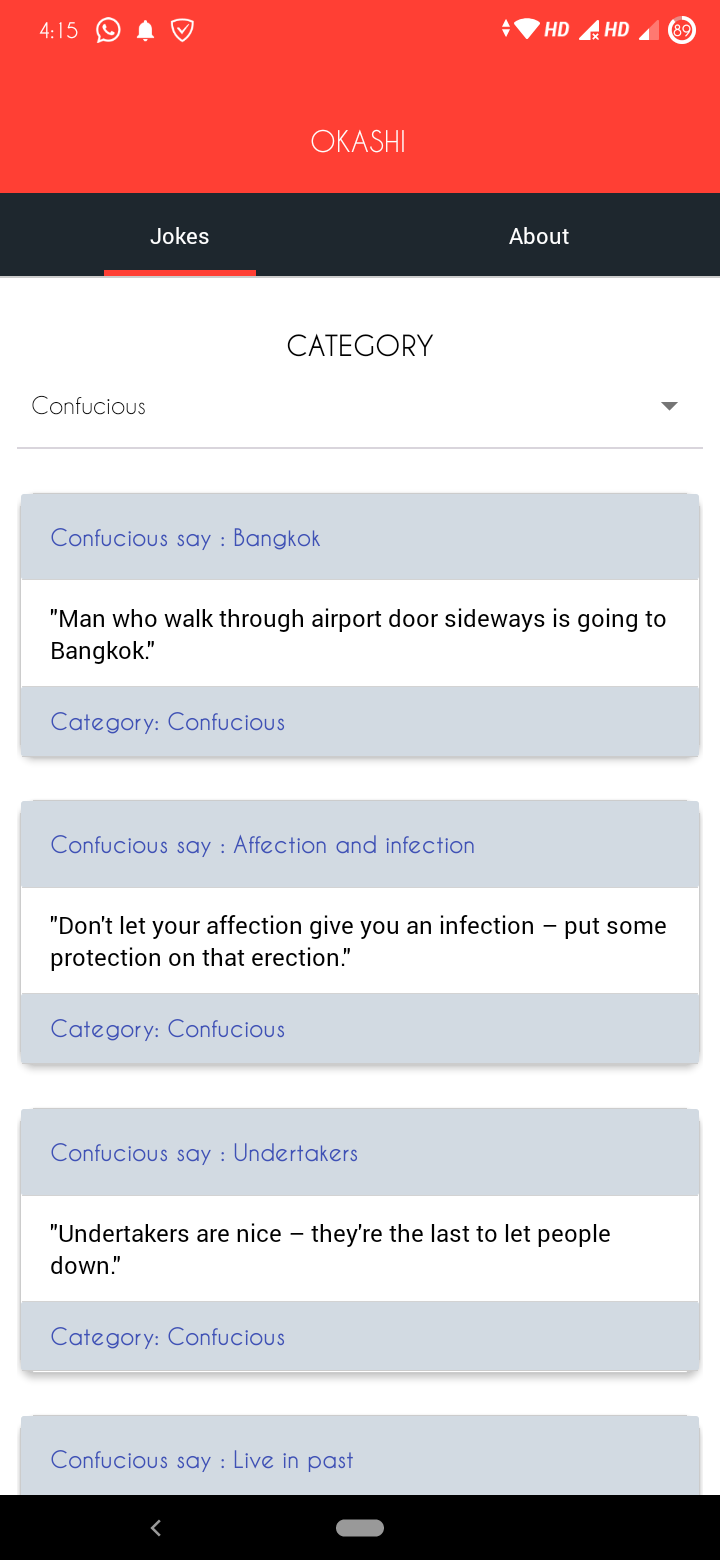 4:15 HD HD 89
OKASHI
Jokes About
CATEGORY
Confucious
Confucious say : Bangkok
"Man who walk through airport door sideways is going to
Bangkok."
Category: Confucious
Confucious say : Affection and infection
"Don't let your affection give you an infection – put some
protection on that erection."
Category: Confucious
Confucious say : Undertakers
"Undertakers are nice – they're the last to let people
down."
Category: Confucious
Confucious say : Live in past